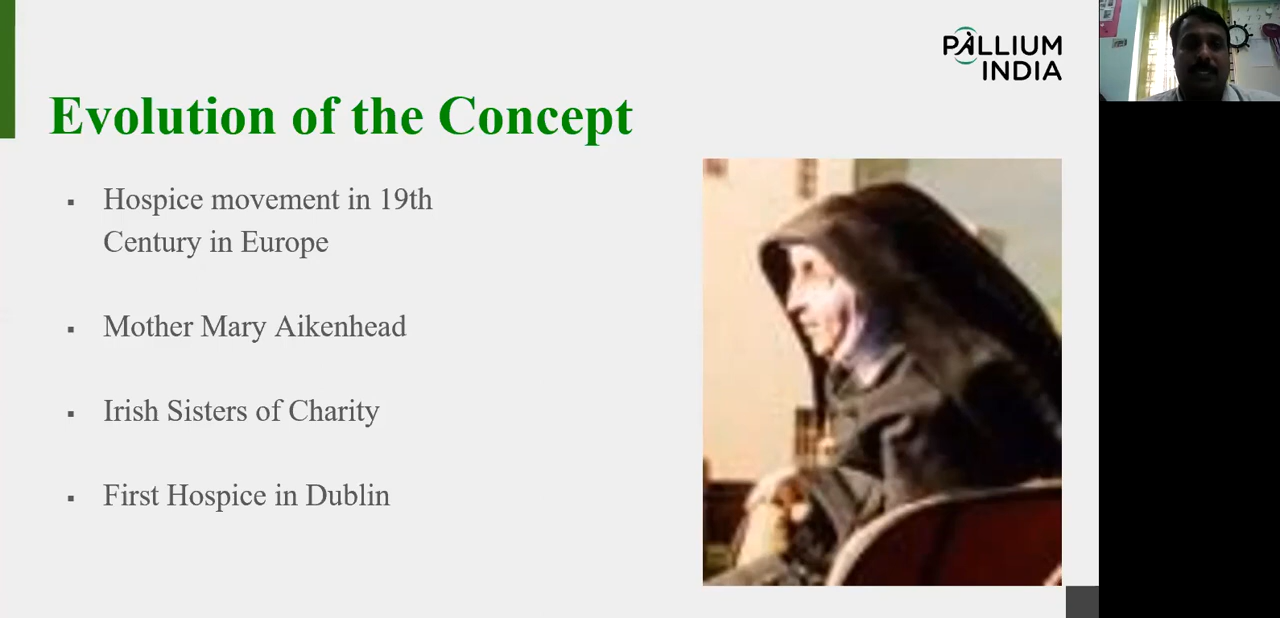 PALLIUM
INDIA
Evolution of the Concept
▪ Hospice movement in 19th
Century in Europe
▪ Mother Mary Aikenhead
▪ Irish Sisters of Charity
▪ First Hospice in Dublin